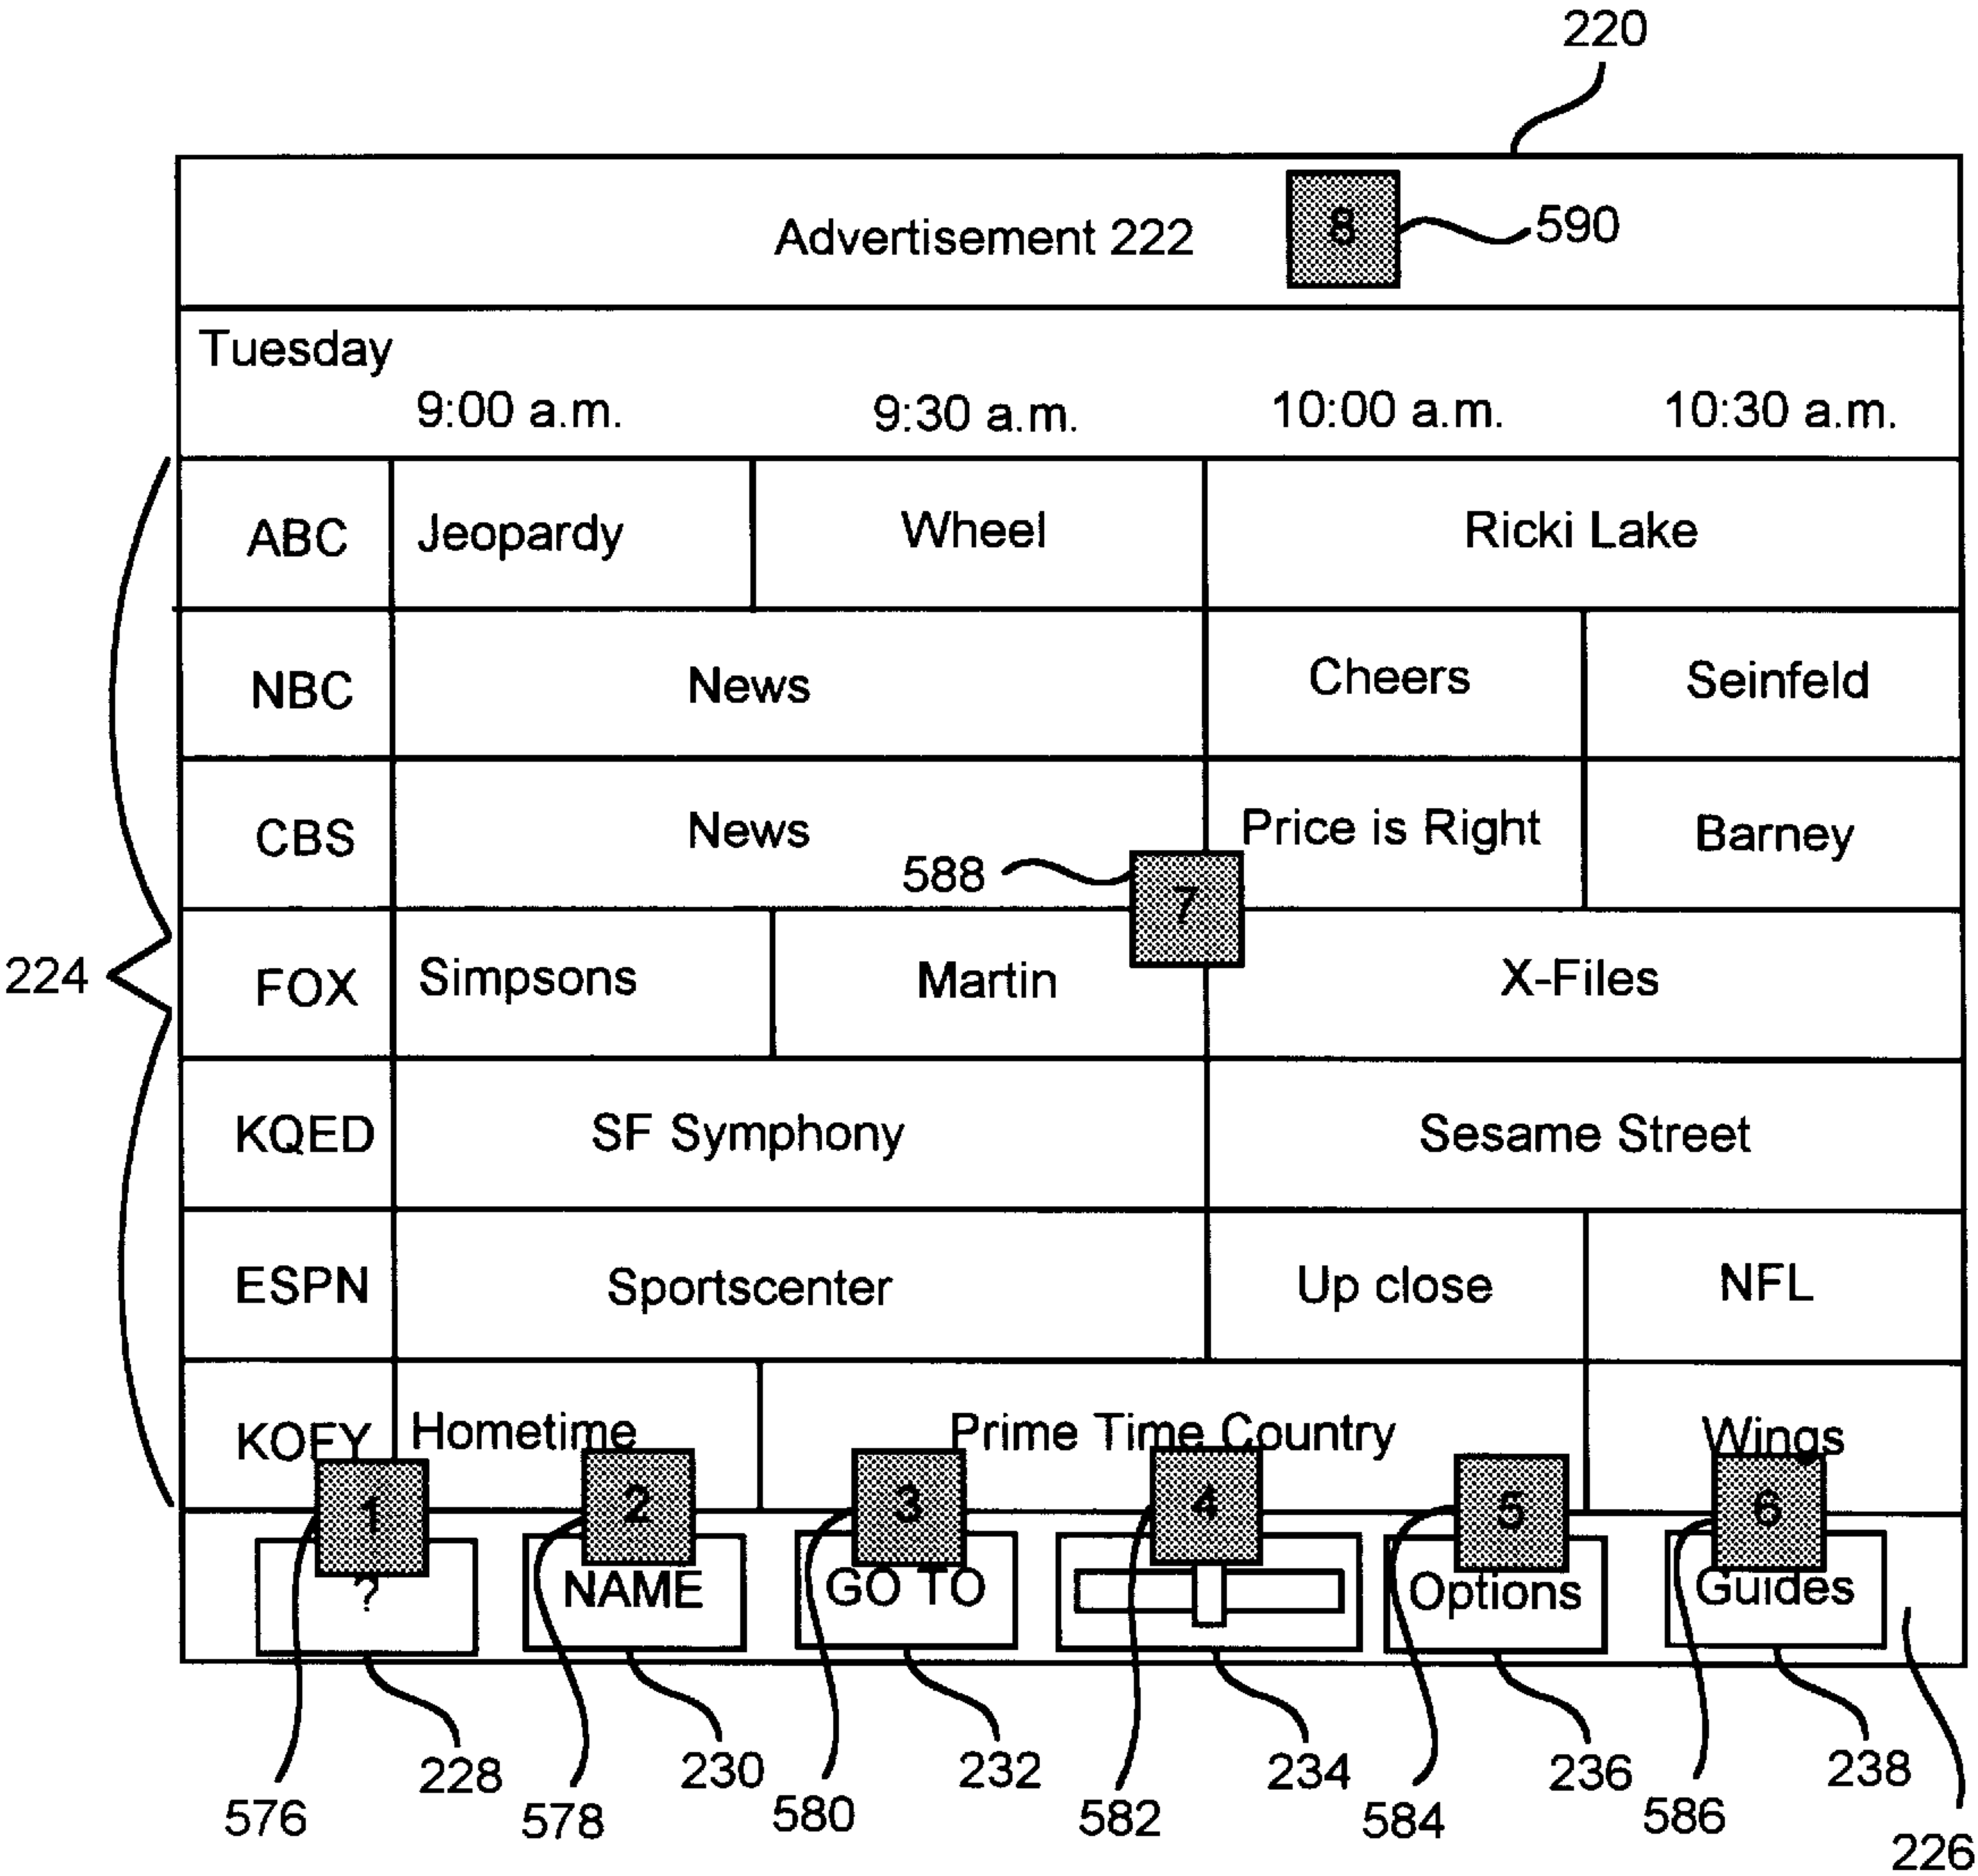 220
Advertisement 222 8 590
Tuesday
9:00 a.m. 9:30 a.m. 10:00 a.m. 10:30 a.m.
ABC Jeopardy Wheel Ricki Lake
NBC News Cheers Seinfeld
CBS News Price is Right Barney
588 7
224 FOX Simpsons Martin X-Files
KQED SF Symphony Sesame Street
ESPN Sportscenter Up close NFL
KOFY Hometime Prime Time Country Wings
1 2 3 4 5 6
? NAME GO TO Options Guides
228 230 232 234 236 238
576 578 580 582 584 586 226